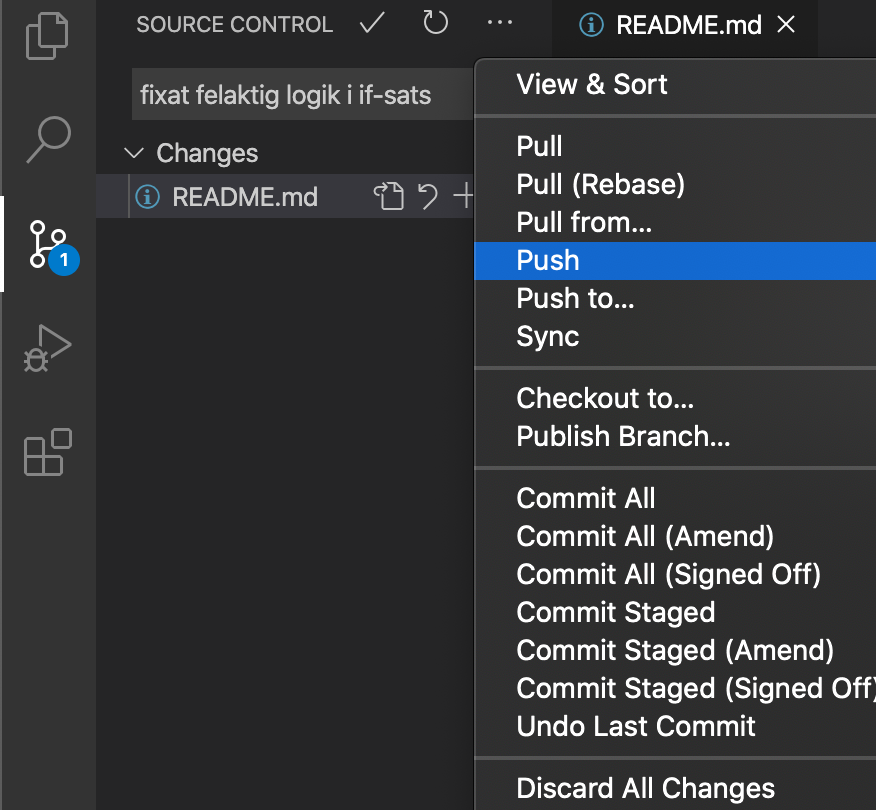 SOURCE CONTROL
README.md
fixat felaktig logik i if-sats
Changes
README.md
1
View & Sort
Pull
Pull (Rebase)
Pull from...
Push
Push to...
Sync
Checkout to...
Publish Branch...
Commit All
Commit All (Amend)
Commit All (Signed Off)
Commit Staged
Commit Staged (Amend)
Commit Staged (Signed Off)
Undo Last Commit
Discard All Changes